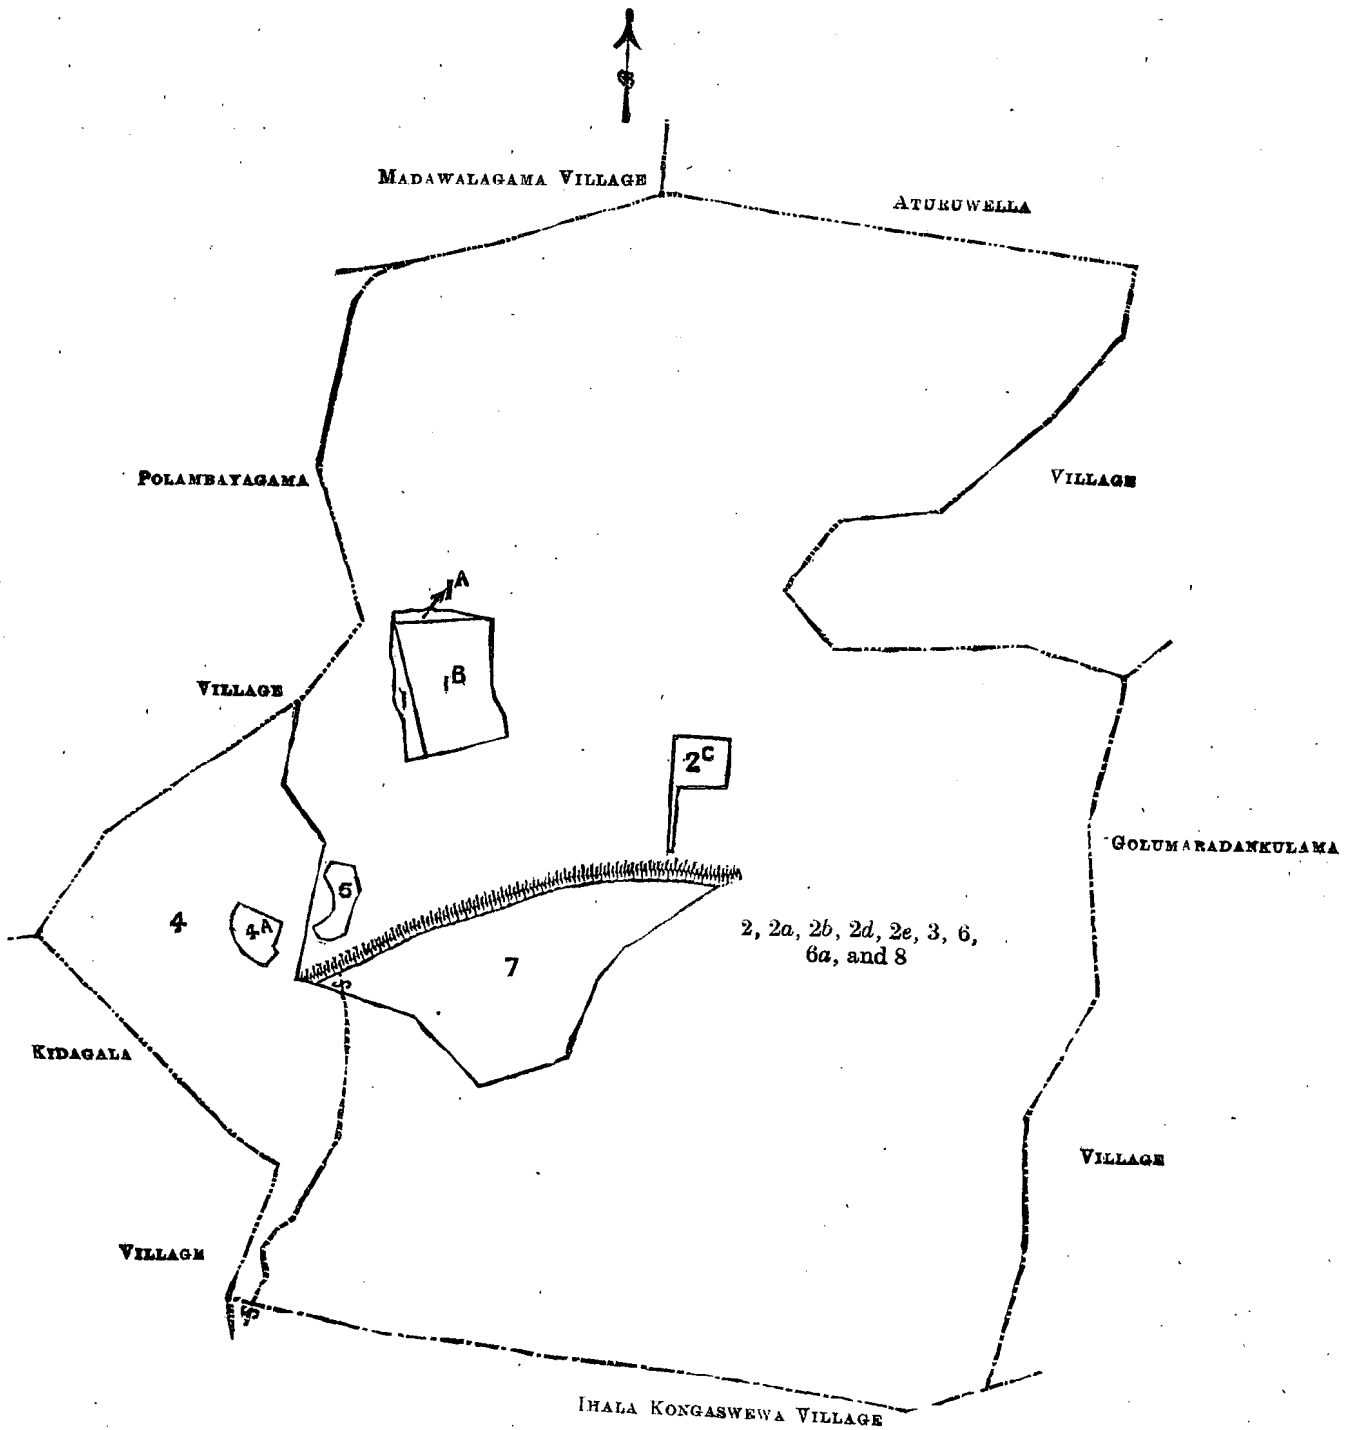 MADAWALAGAMA VILLAGE
ATURUWELLA
POLAMBAYAGAMA
VILLAGE
1A
1B
1
VILLAGE
2C
GOLUMARADANKULAMA
5
4
4A
2, 2a, 2b, 2d, 2e, 3, 6,
6a, and 8
7
KIDAGALA
VILLAGE
VILLAGE
IHALA KONGASWEWA VILLAGE